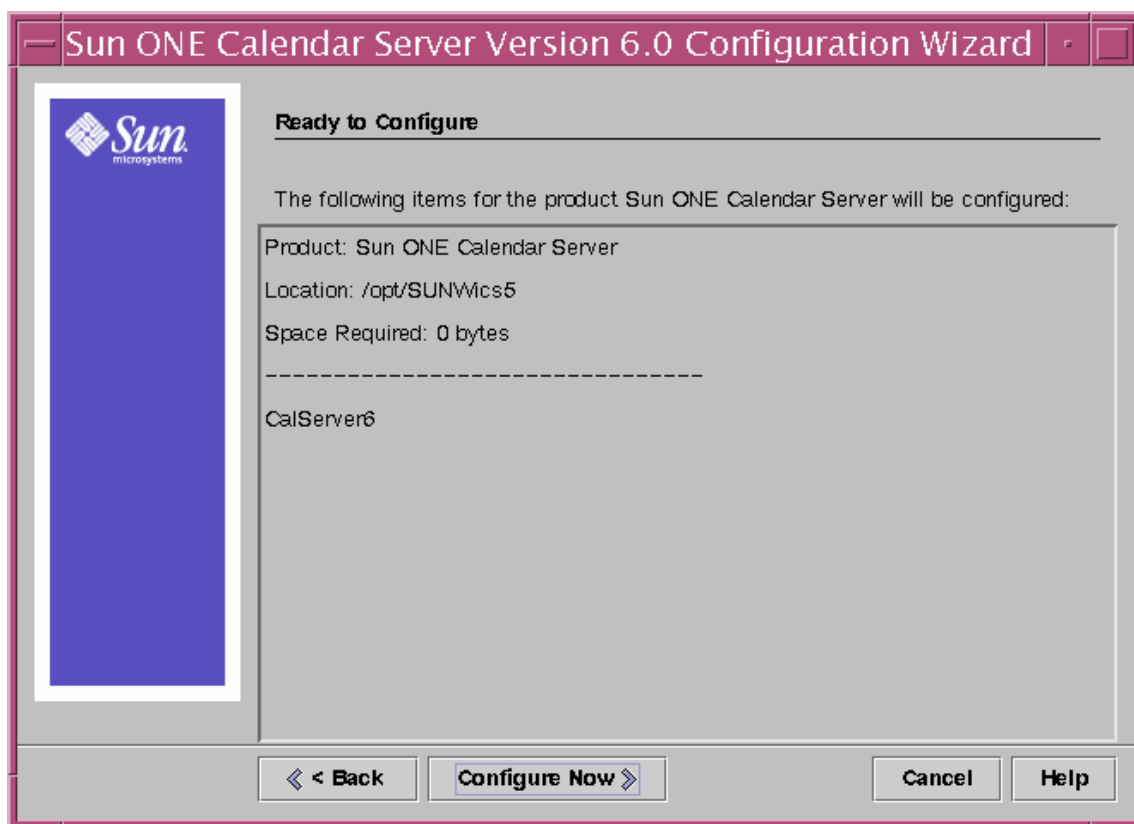 Sun ONE Calendar Server Version 6.0 Configuration Wizard
Sun.
microsystems
Ready to Configure
The following items for the product Sun ONE Calendar Server will be configured:
Product: Sun ONE Calendar Server
Location: /opt/SUNWics5
Space Required: 0 bytes
--------------------------------
CalServer6
< Back
Configure Now
Cancel
Help